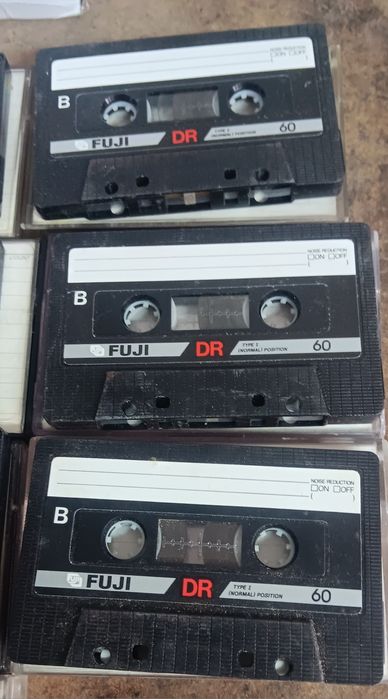 NOISE REDUCTION
ON OFF
( )
B
FUJI DR TYPE I
(NORMAL) POSITION 60
NOISE REDUCTION
ON OFF
( )
B
FUJI DR TYPE I
(NORMAL) POSITION 60
NOISE REDUCTION
ON OFF
( )
B
FUJI DR TYPE I
(NORMAL) POSITION 60